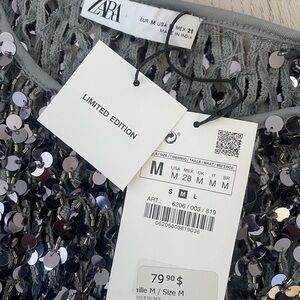 ZARA
EUR M USA M MEX 28
MADE IN INDIA
LIMITED EDITION
M
EUR USA MEX UK IT BR
M M 28 M M M
S M L
ART: 6206 / 003 / 819
79.90 $
Taille M / Size M